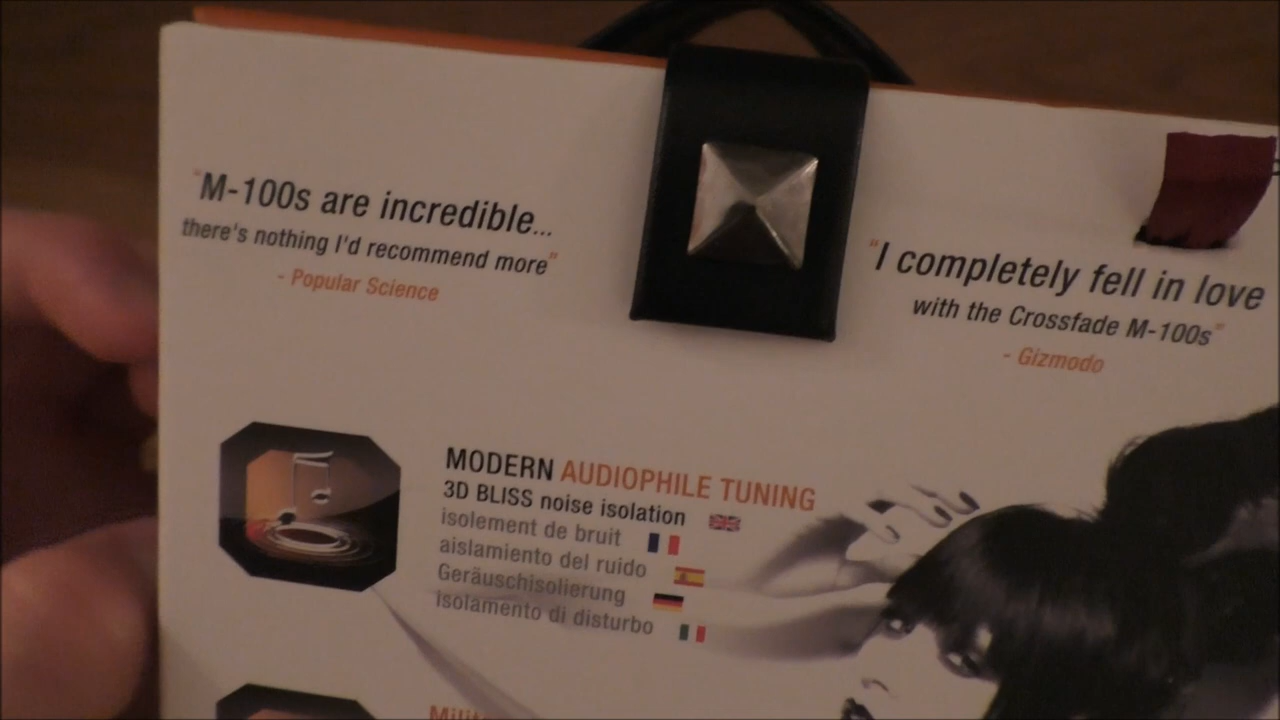 "M-100s are incredible...
there's nothing I'd recommend more"
- Popular Science
"I completely fell in love
with the Crossfade M-100s"
- Gizmodo
MODERN AUDIOPHILE TUNING
3D BLISS noise isolation
isolement de bruit
aislamiento del ruido
Geräuschisolierung
isolamento di disturbo